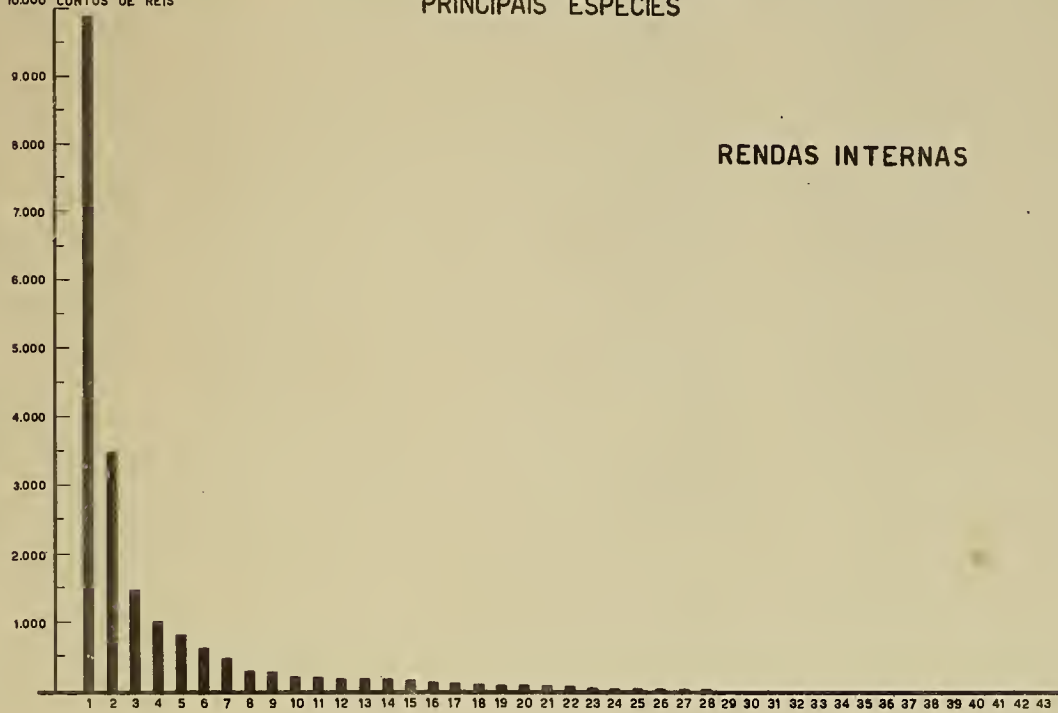 10.000 CONTOS DE REIS
PRINCIPAIS ESPECIES
9.000
RENDAS INTERNAS
8.000
7.000
6.000
5.000
4.000
3.000
2.000
1.000
1 2 3 4 5 6 7 8 9 10 11 12 13 14 15 16 17 18 19 20 21 22 23 24 25 26 27 28 29 30 31 32 33 34 35 36 37 38 39 40 41 42 43